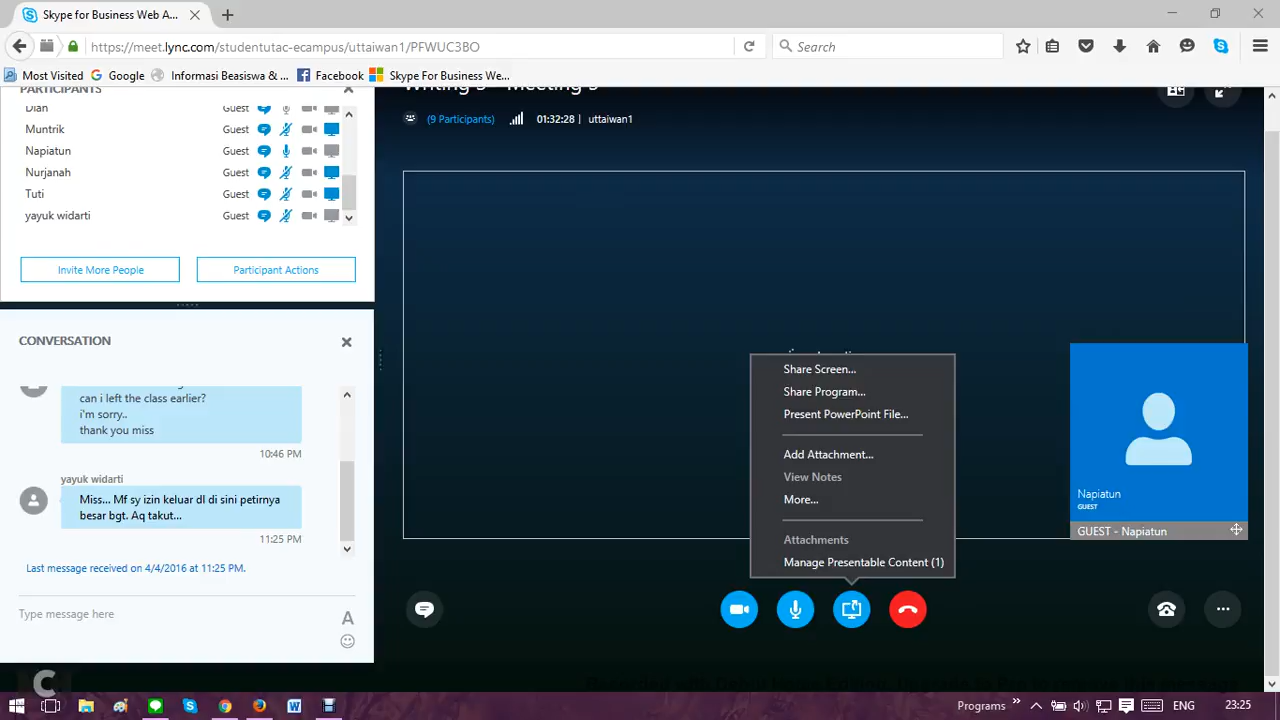 Skype for Business Web A...
https://meet.lync.com/studentutac-ecampus/uttaiwan1/PFWUC3BO
Search
Most Visited
Google
Informasi Beasiswa & ...
Facebook
Skype For Business We...
PARTICIPANTS
Dian Guest
Muntrik Guest
Napiatun Guest
Nurjanah Guest
Tuti Guest
yayuk widarti Guest
Invite More People
Participant Actions
CONVERSATION
can i left the class earlier?
i'm sorry..
thank you miss
10:46 PM
yayuk widarti
Miss... Mf sy izin keluar dl di sini petirnya
besar bgt. Aq takut...
11:25 PM
Last message received on 4/4/2016 at 11:25 PM.
Type message here
A
(9 Participants)
01:32:28 | uttaiwan1
Share Screen...
Share Program...
Present PowerPoint File...
Add Attachment...
View Notes
More...
Attachments
Manage Presentable Content (1)
Napiatun
GUEST
GUEST - Napiatun
Programs
ENG
23:25